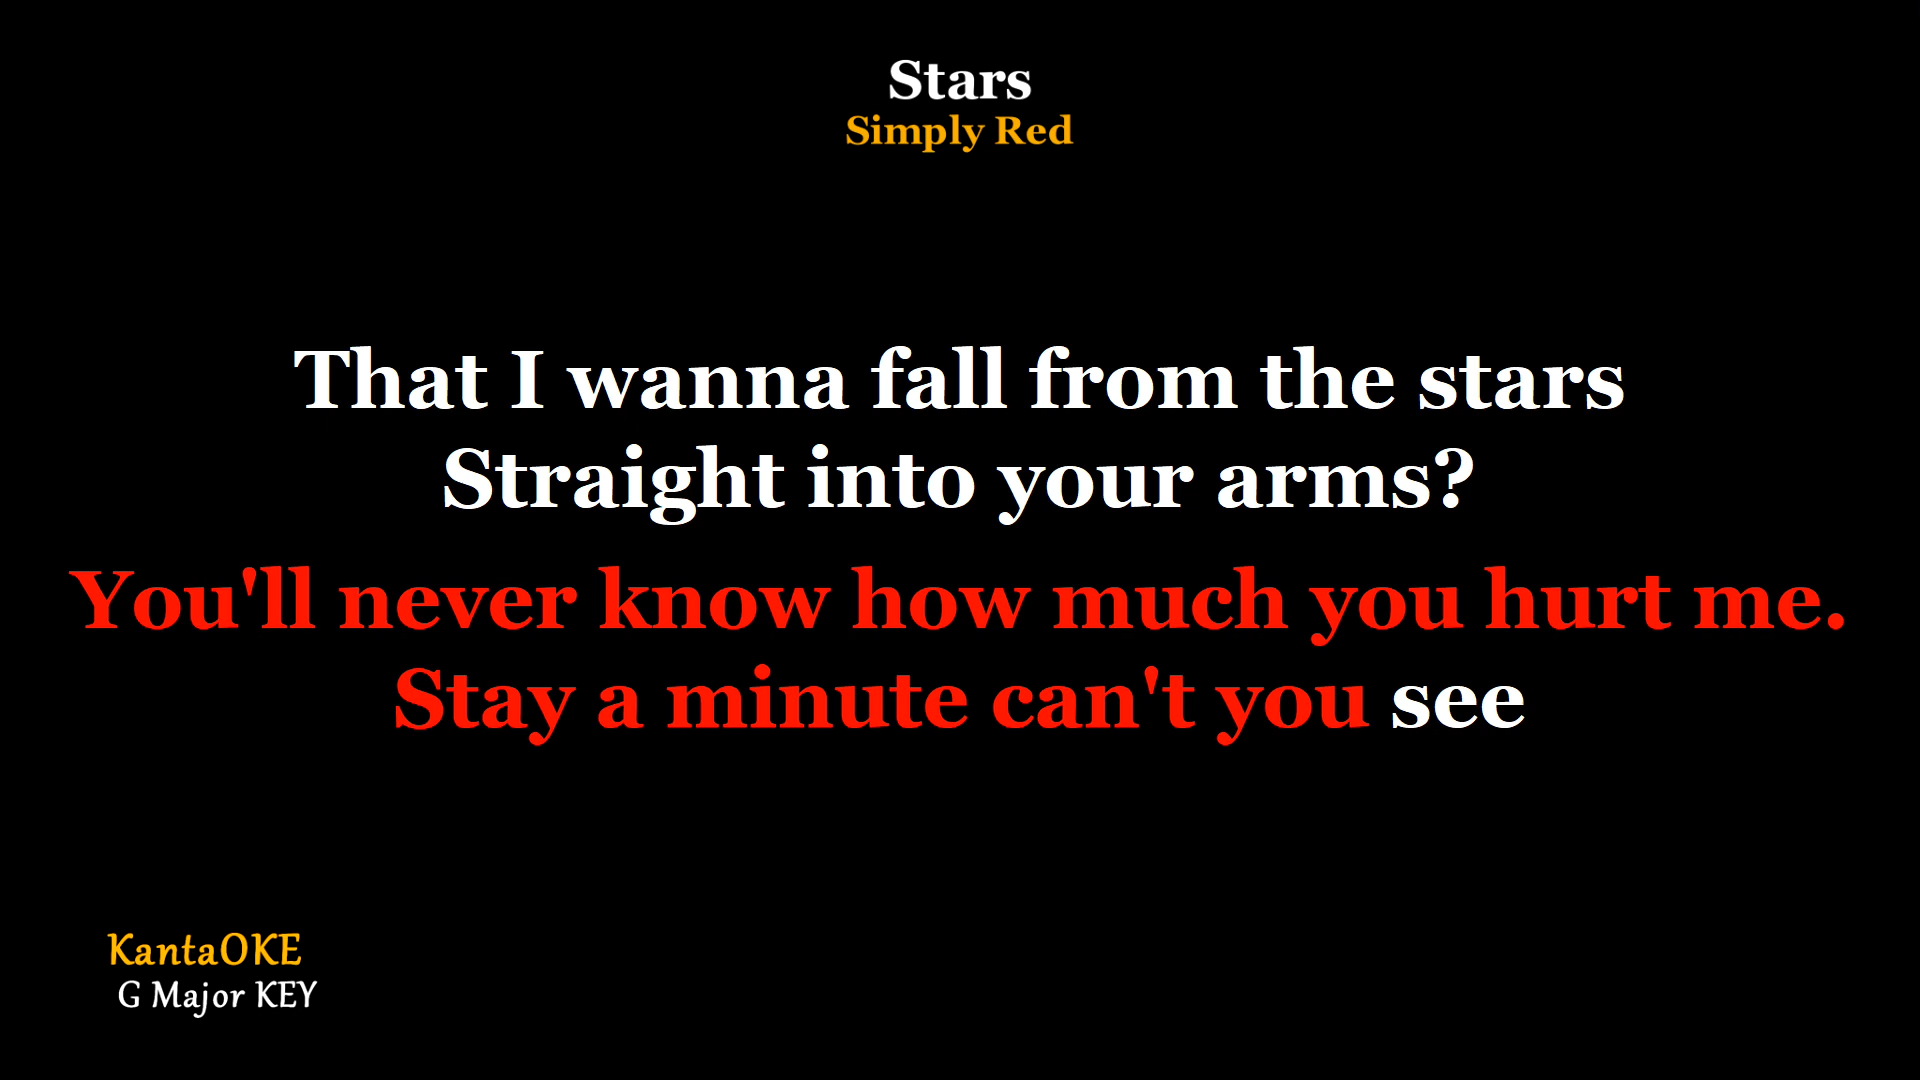 Stars
Simply Red
That I wanna fall from the stars
Straight into your arms?
You'll never know how much you hurt me.
Stay a minute can't you see
KantaOKE
G Major KEY